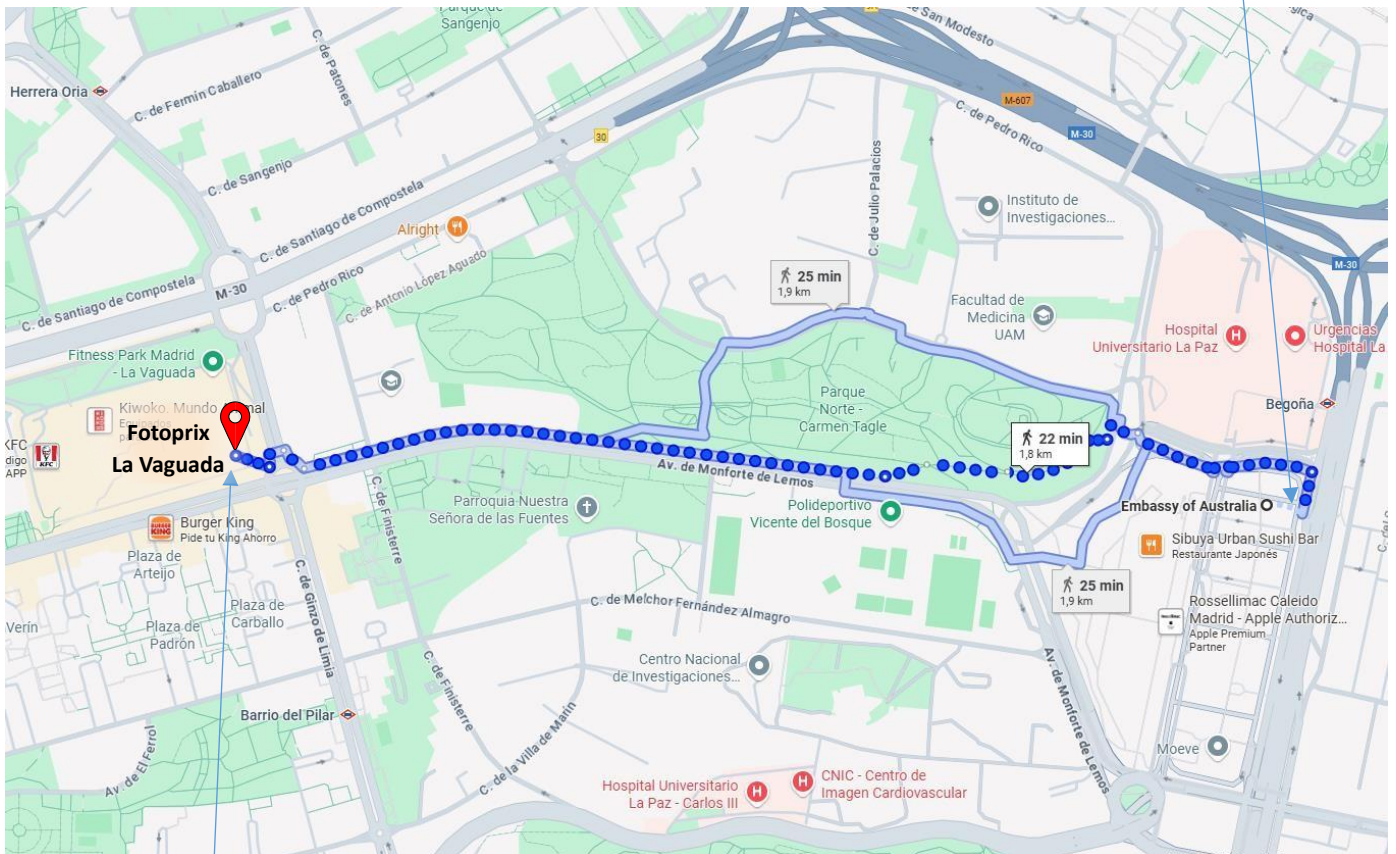 Parque de
Sangenjo
C. de San Modesto
Herrera Oria
C. de Fermín Caballero
C. de Patones
M-607
C. de Pedro Rico
M-30
30
C. de Sangenjo
C. de Santiago de Compostela
C. de Julio Palacios
Instituto de
Investigaciones...
Alright
M-30
C. de Pedro Rico
C. de Antonio López Aguado
C. de Santiago de Compostela
M-30
25 min
1,9 km
Facultad de
Medicina
UAM
Hospital
Universitario La Paz
Urgencias
Hospital La
Fitness Park Madrid
- La Vaguada
Kiwoko. Mundo
Fotoprix
La Vaguada
KFC
Parque
Norte -
Carmen Tagle
Begoña
22 min
1,8 km
Av. de Monforte de Lemos
Parroquia Nuestra
Señora de las Fuentes
Polideportivo
Vicente del Bosque
Embassy of Australia
Burger King
Pide tu King Ahorro
Sibuya Urban Sushi Bar
Restaurante Japonés
Plaza de
Arteijo
C. de Finisterre
25 min
1,9 km
C. de Melchor Fernández Almagro
Rossellimac Caleido
Madrid - Apple Authoriz...
Apple Premium
Partner
Verín
Plaza de
Padrón
Plaza de
Carballo
C. de Ginzo de Limia
C. de Finisterre
Centro Nacional
de Investigaciones...
Av. de Monforte de Lemos
Barrio del Pilar
Av. de El Ferrol
C. de la Villa de Marín
Moeve
Hospital Universitario
La Paz - Carlos III
CNIC - Centro de
Imagen Cardiovascular